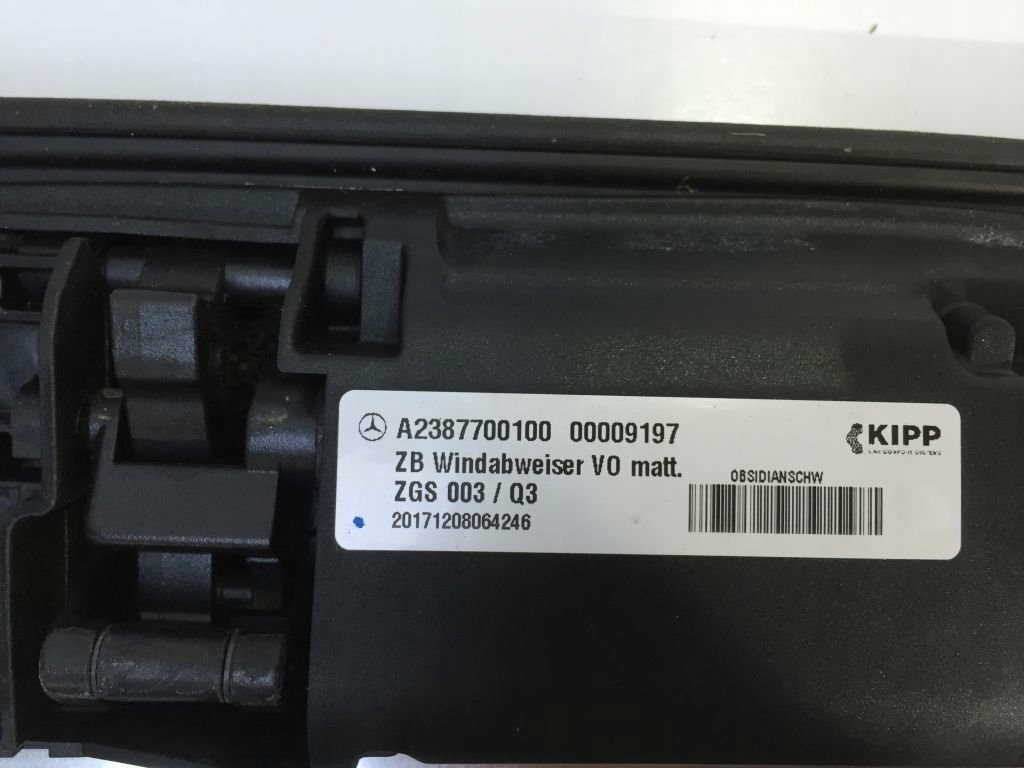 A2387700100 00009197
KIPP
ZB Windabweiser VO matt.
OBSIDIANSCHW
ZGS 003 / Q3
20171208064246